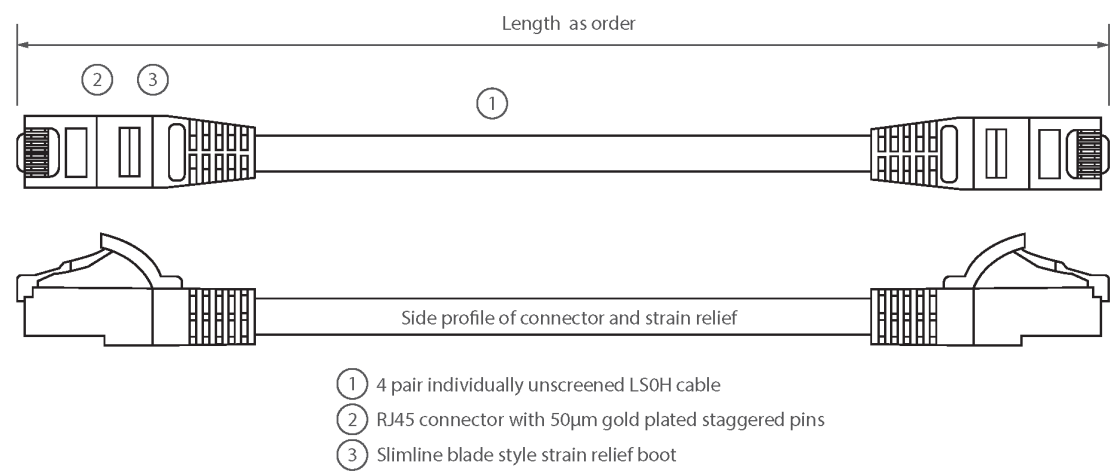 Length as order
2 3
1
Side profile of connector and strain relief
1 4 pair individually unscreened LS0H cable
2 RJ45 connector with 50µm gold plated staggered pins
3 Slimline blade style strain relief boot